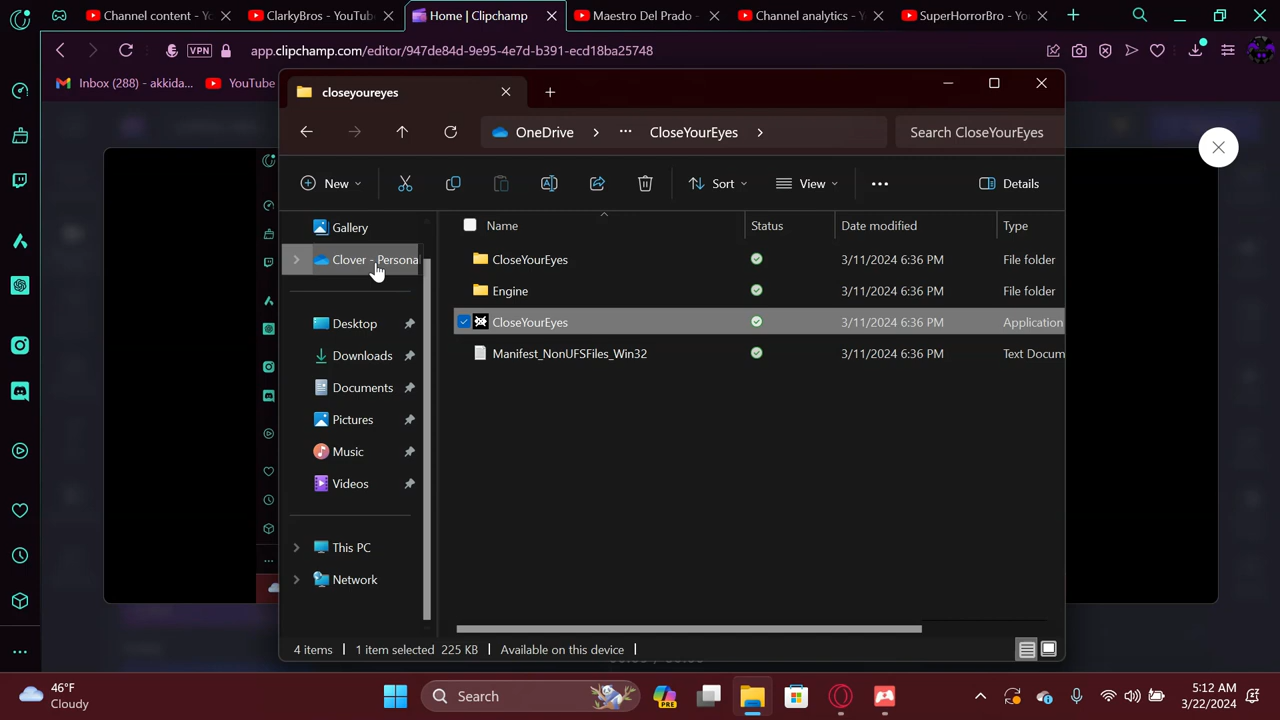 Channel content - Yo
ClarkyBros - YouTube
Home | Clipchamp
Maestro Del Prado -
Channel analytics - Yo
SuperHorrorBro - Yo
VPN
app.clipchamp.com/editor/947de84d-9e95-4e7d-b391-ecd18ba25748
Inbox (288) - akkida...
YouTube
closeyoureyes
OneDrive
CloseYourEyes
Search CloseYourEyes
New
Sort
View
Details
Name
Status
Date modified
Type
Gallery
Clover - Persona
Desktop
Downloads
Documents
Pictures
Music
Videos
This PC
Network
CloseYourEyes
3/11/2024 6:36 PM
File folder
Engine
3/11/2024 6:36 PM
File folder
CloseYourEyes
3/11/2024 6:36 PM
Application
Manifest_NonUFSFiles_Win32
3/11/2024 6:36 PM
Text Docum
4 items
1 item selected 225 KB
Available on this device
46°F
Cloudy
Search
PRE
5:12 AM
3/22/2024